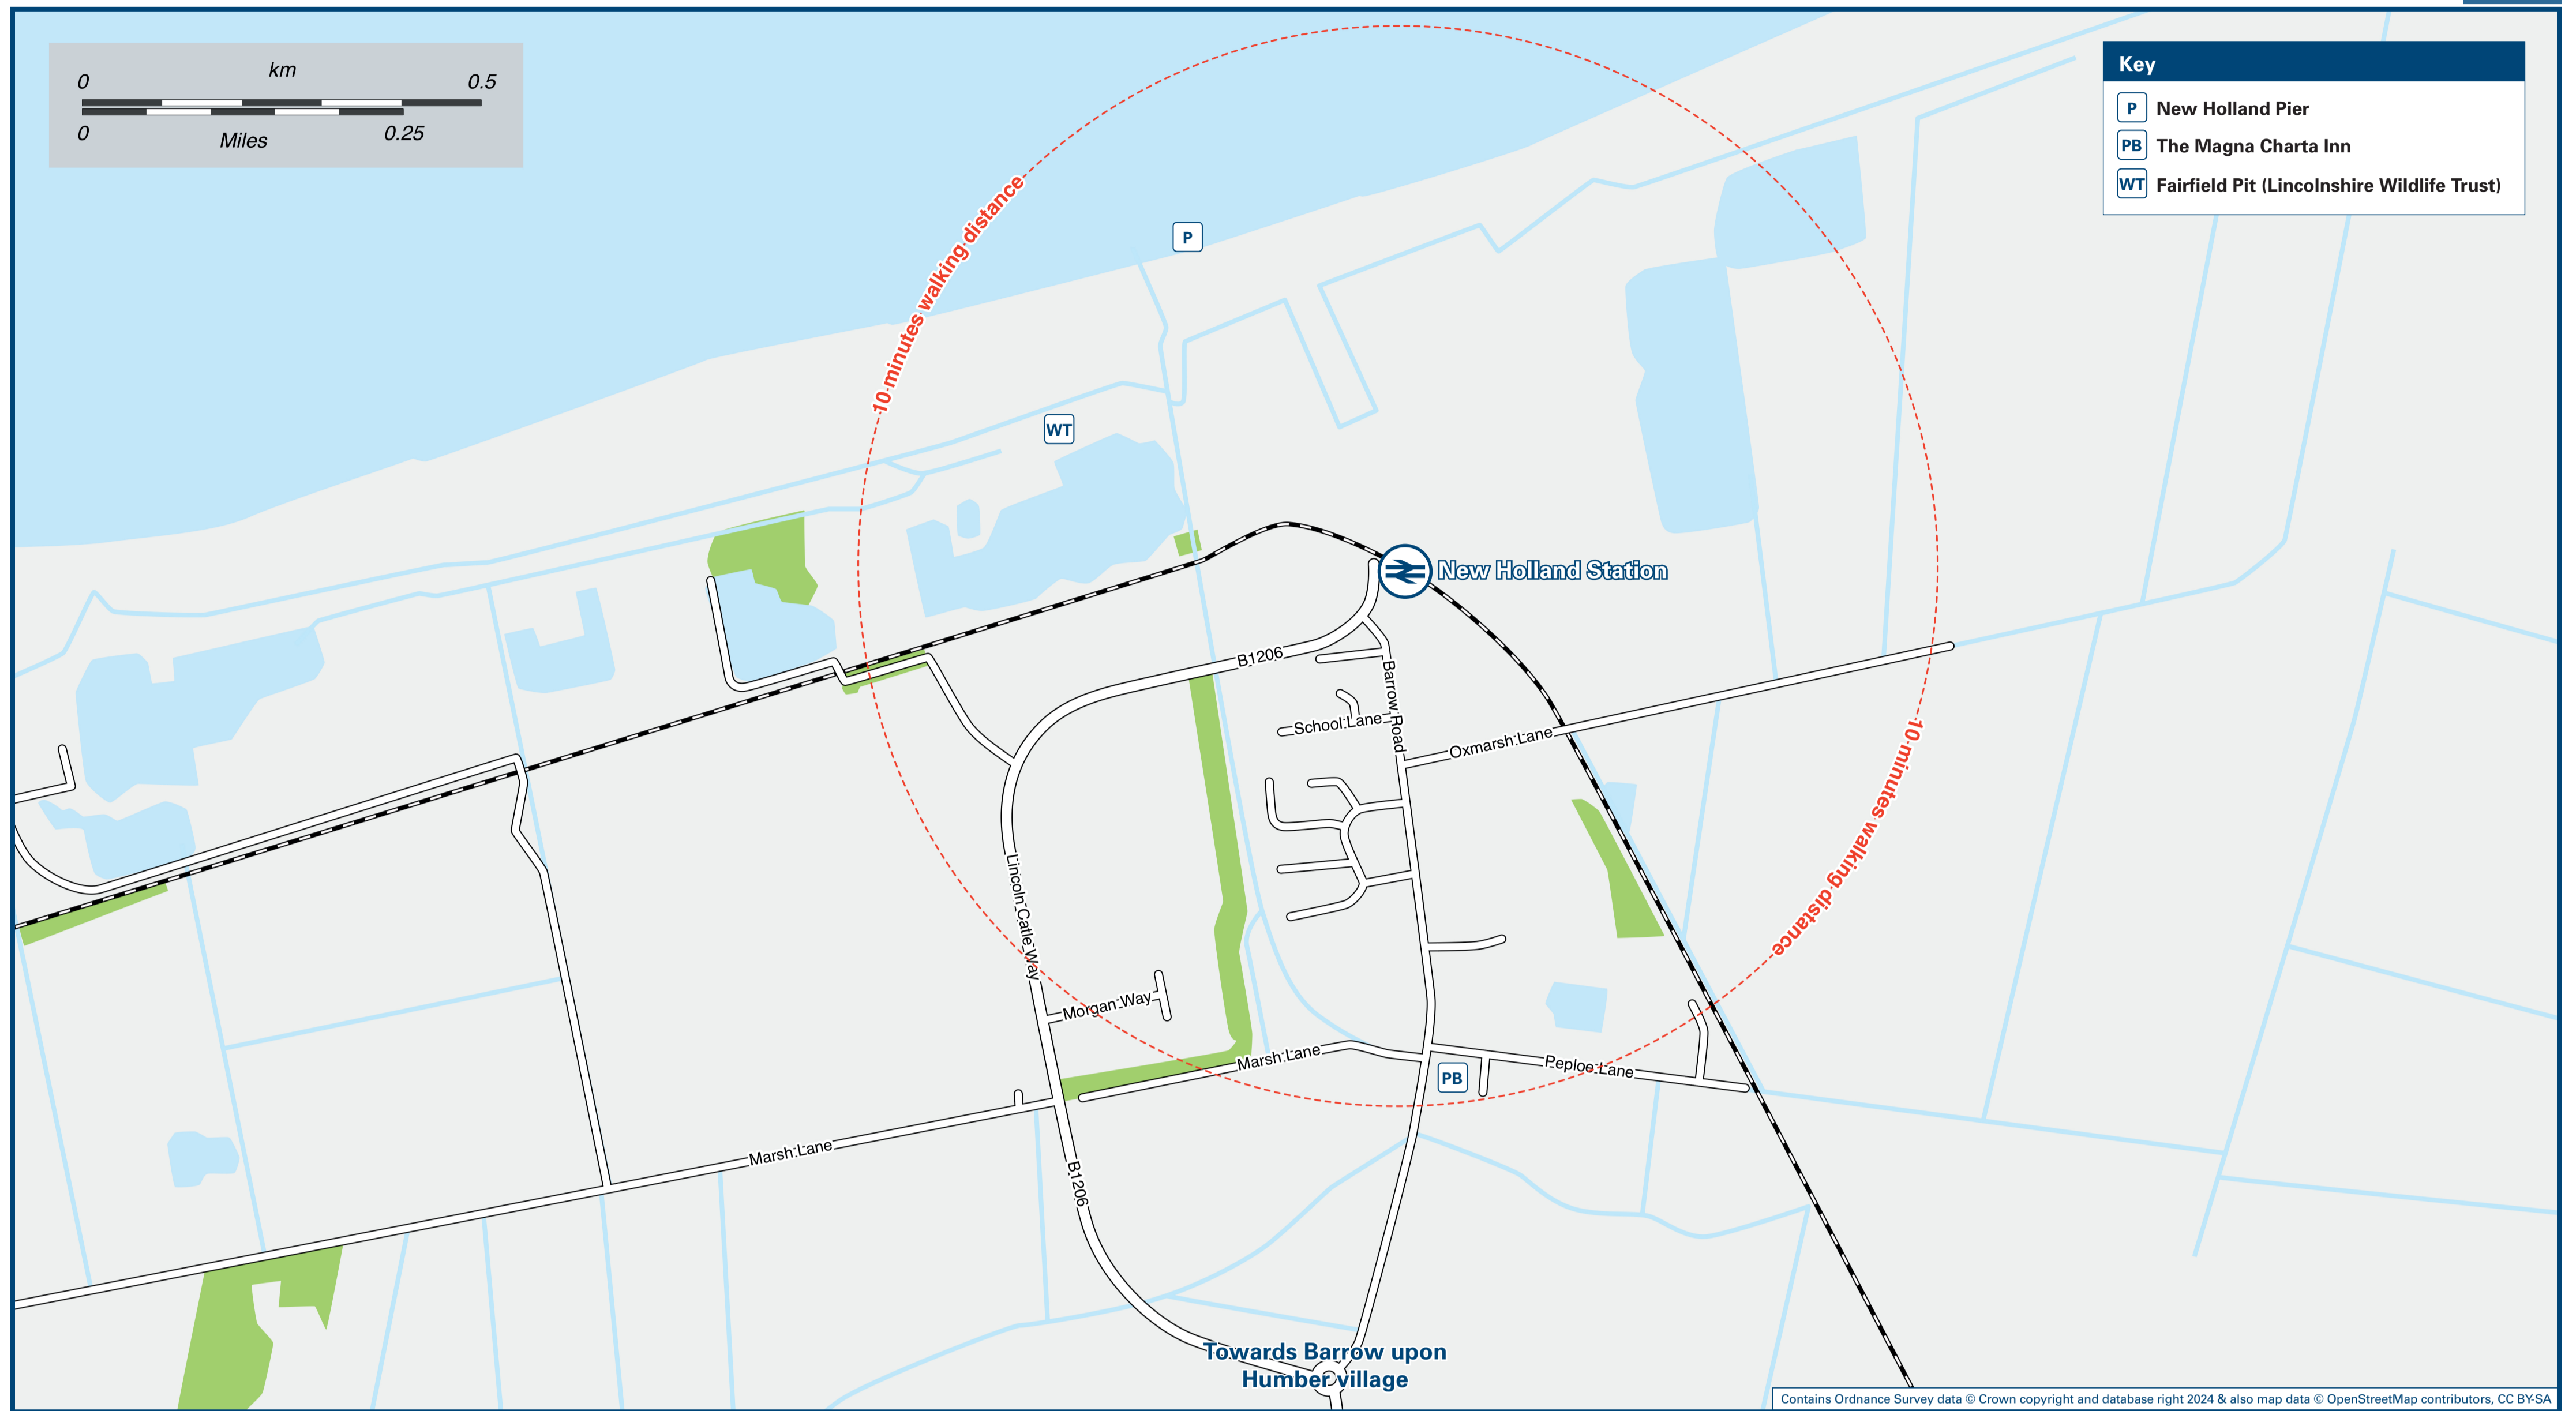 km
0 0.5
0 0.25
Miles
Key
P New Holland Pier
PB The Magna Charta Inn
WT Fairfield Pit (Lincolnshire Wildlife Trust)
10 minutes walking distance
P
WT
New Holland Station
B1206
Barrow Road
School Lane
Oxmarsh Lane
10 minutes walking distance
Lincoln Catle Way
Morgan Way
Marsh Lane
Peploe Lane
PB
Marsh Lane
B1206
Towards Barrow upon
Humber village
Contains Ordnance Survey data © Crown copyright and database right 2024 & also map data © OpenStreetMap contributors, CC BY-SA